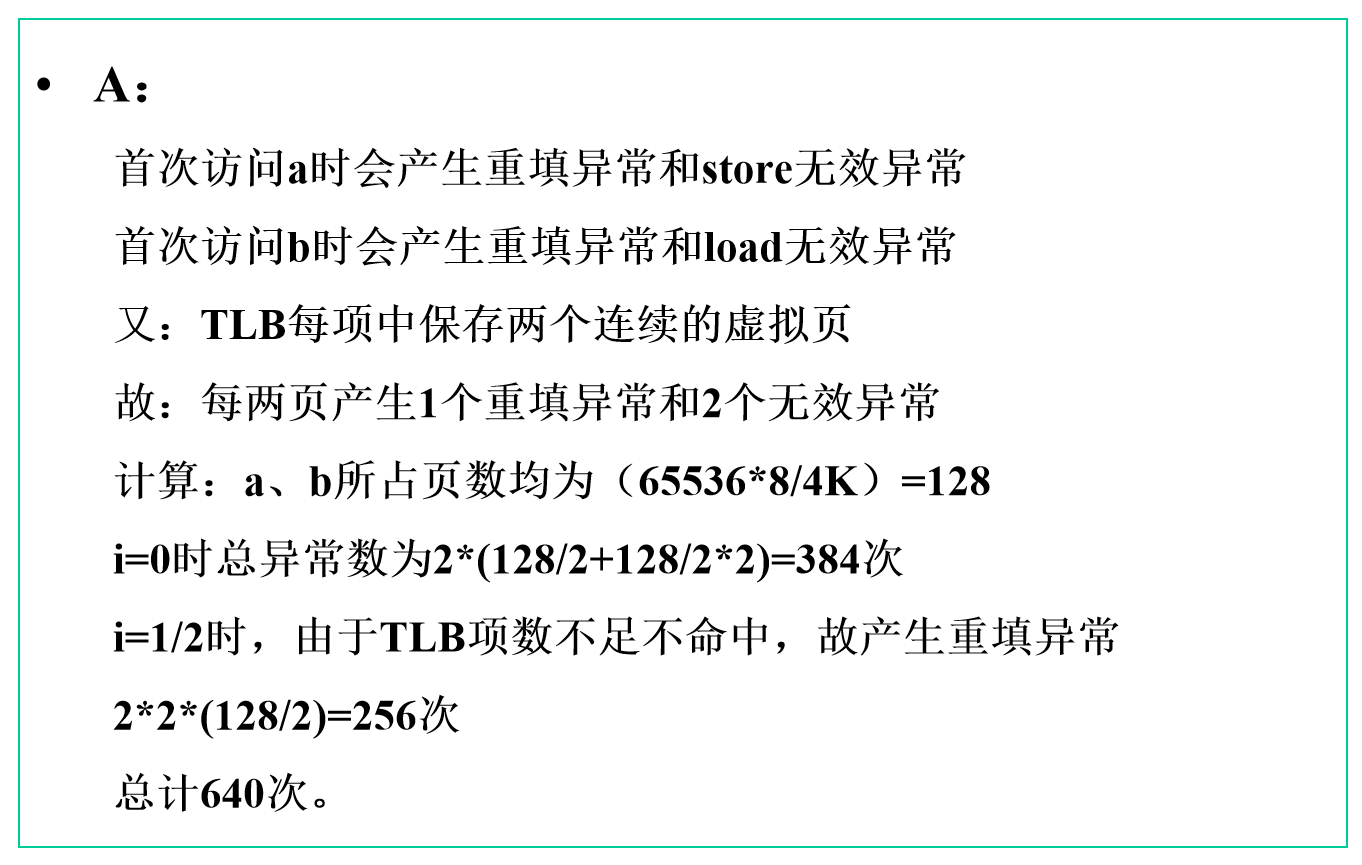 • A：
首次访问a时会产生重填异常和store无效异常
首次访问b时会产生重填异常和load无效异常
又：TLB每项中保存两个连续的虚拟页
故：每两页产生1个重填异常和2个无效异常
计算：a、b所占页数均为（65536*8/4K）=128
i=0时总异常数为2*(128/2+128/2*2)=384次
i=1/2时，由于TLB项数不足不命中，故产生重填异常
2*2*(128/2)=256次
总计640次。